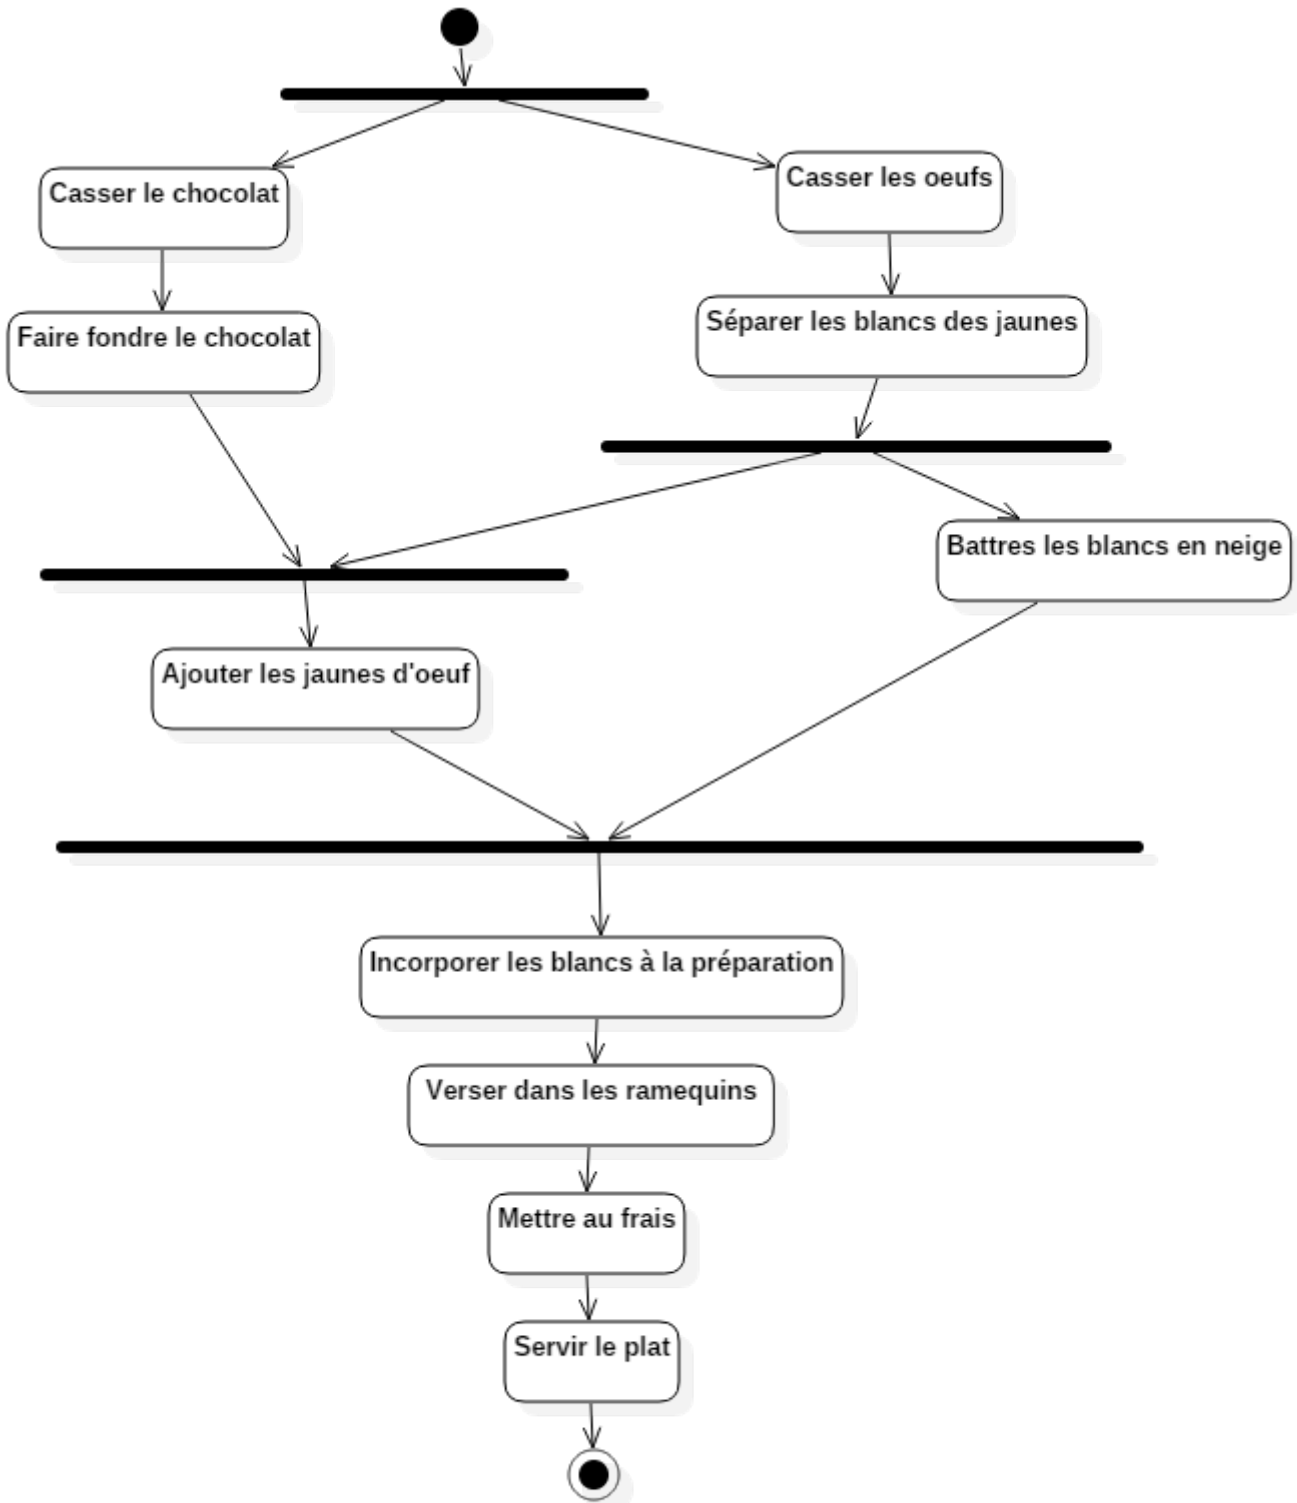 Casser le chocolat
Casser les oeufs
Faire fondre le chocolat
Séparer les blancs des jaunes
Battres les blancs en neige
Ajouter les jaunes d'oeuf
Incorporer les blancs à la préparation
Verser dans les ramequins
Mettre au frais
Servir le plat